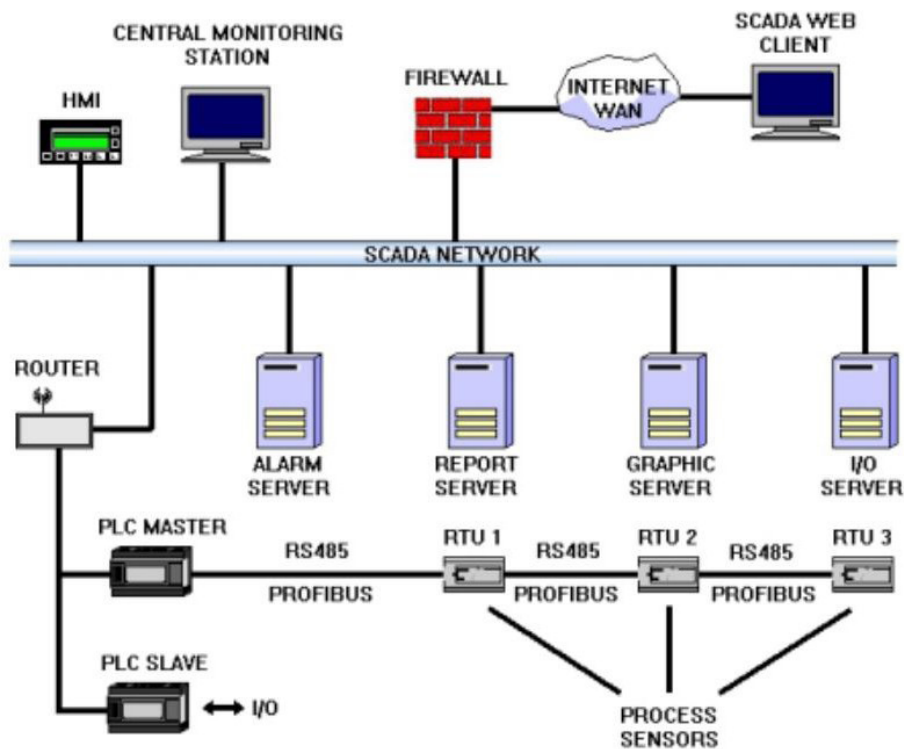 CENTRAL MONITORING
STATION
SCADA WEB
CLIENT
HMI
FIREWALL
INTERNET
WAN
SCADA NETWORK
ROUTER
ALARM
SERVER
REPORT
SERVER
GRAPHIC
SERVER
I/O
SERVER
PLC MASTER
RS485
PROFIBUS
RTU 1
RS485
PROFIBUS
RTU 2
RS485
PROFIBUS
RTU 3
PLC SLAVE
I/O
PROCESS
SENSORS